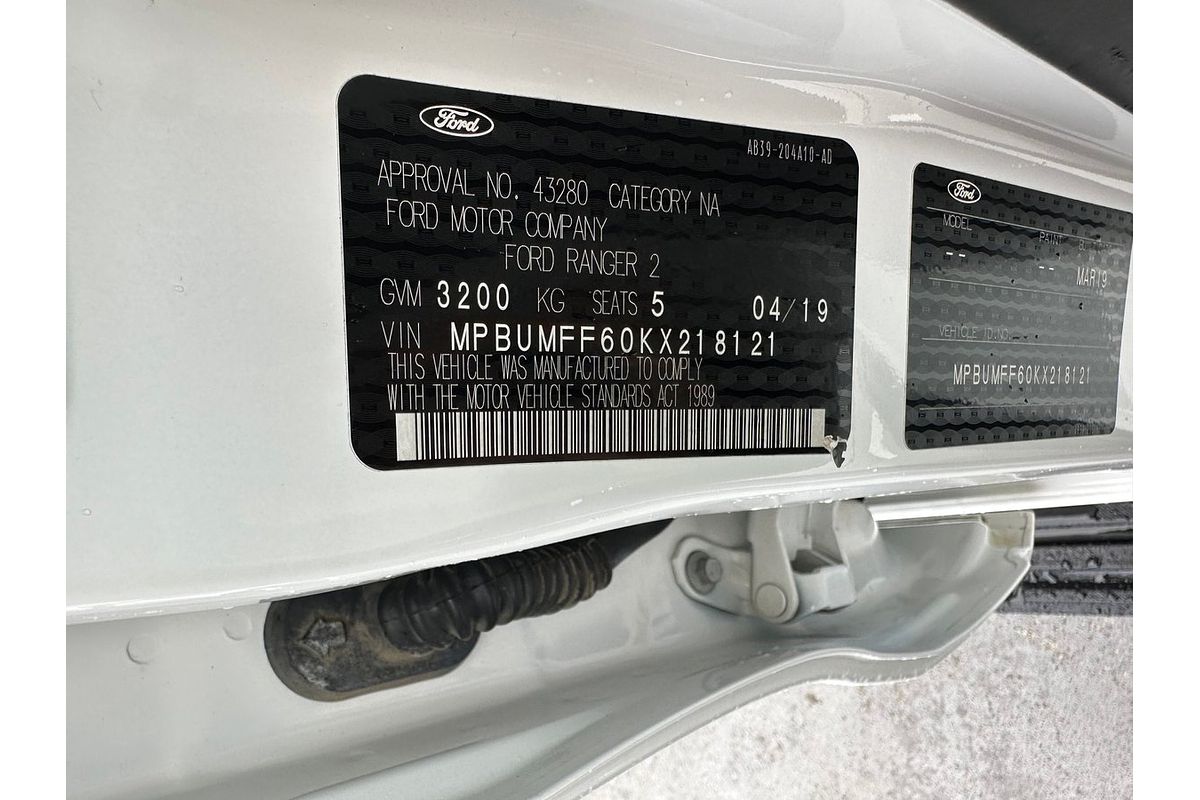 Ford
AB39-204A10-AD
APPROVAL NO. 43280 CATEGORY NA
FORD MOTOR COMPANY
FORD RANGER 2
GVM 3200 KG SEATS 5 04/19
VIN MPBUMFF60KX218121
THIS VEHICLE WAS MANUFACTURED TO COMPLY
WITH THE MOTOR VEHICLE STANDARDS ACT 1989
Ford
MODEL PAINT
-- -- MAR19
VEHICLE ID.NO.
MPBUMFF60KX218121